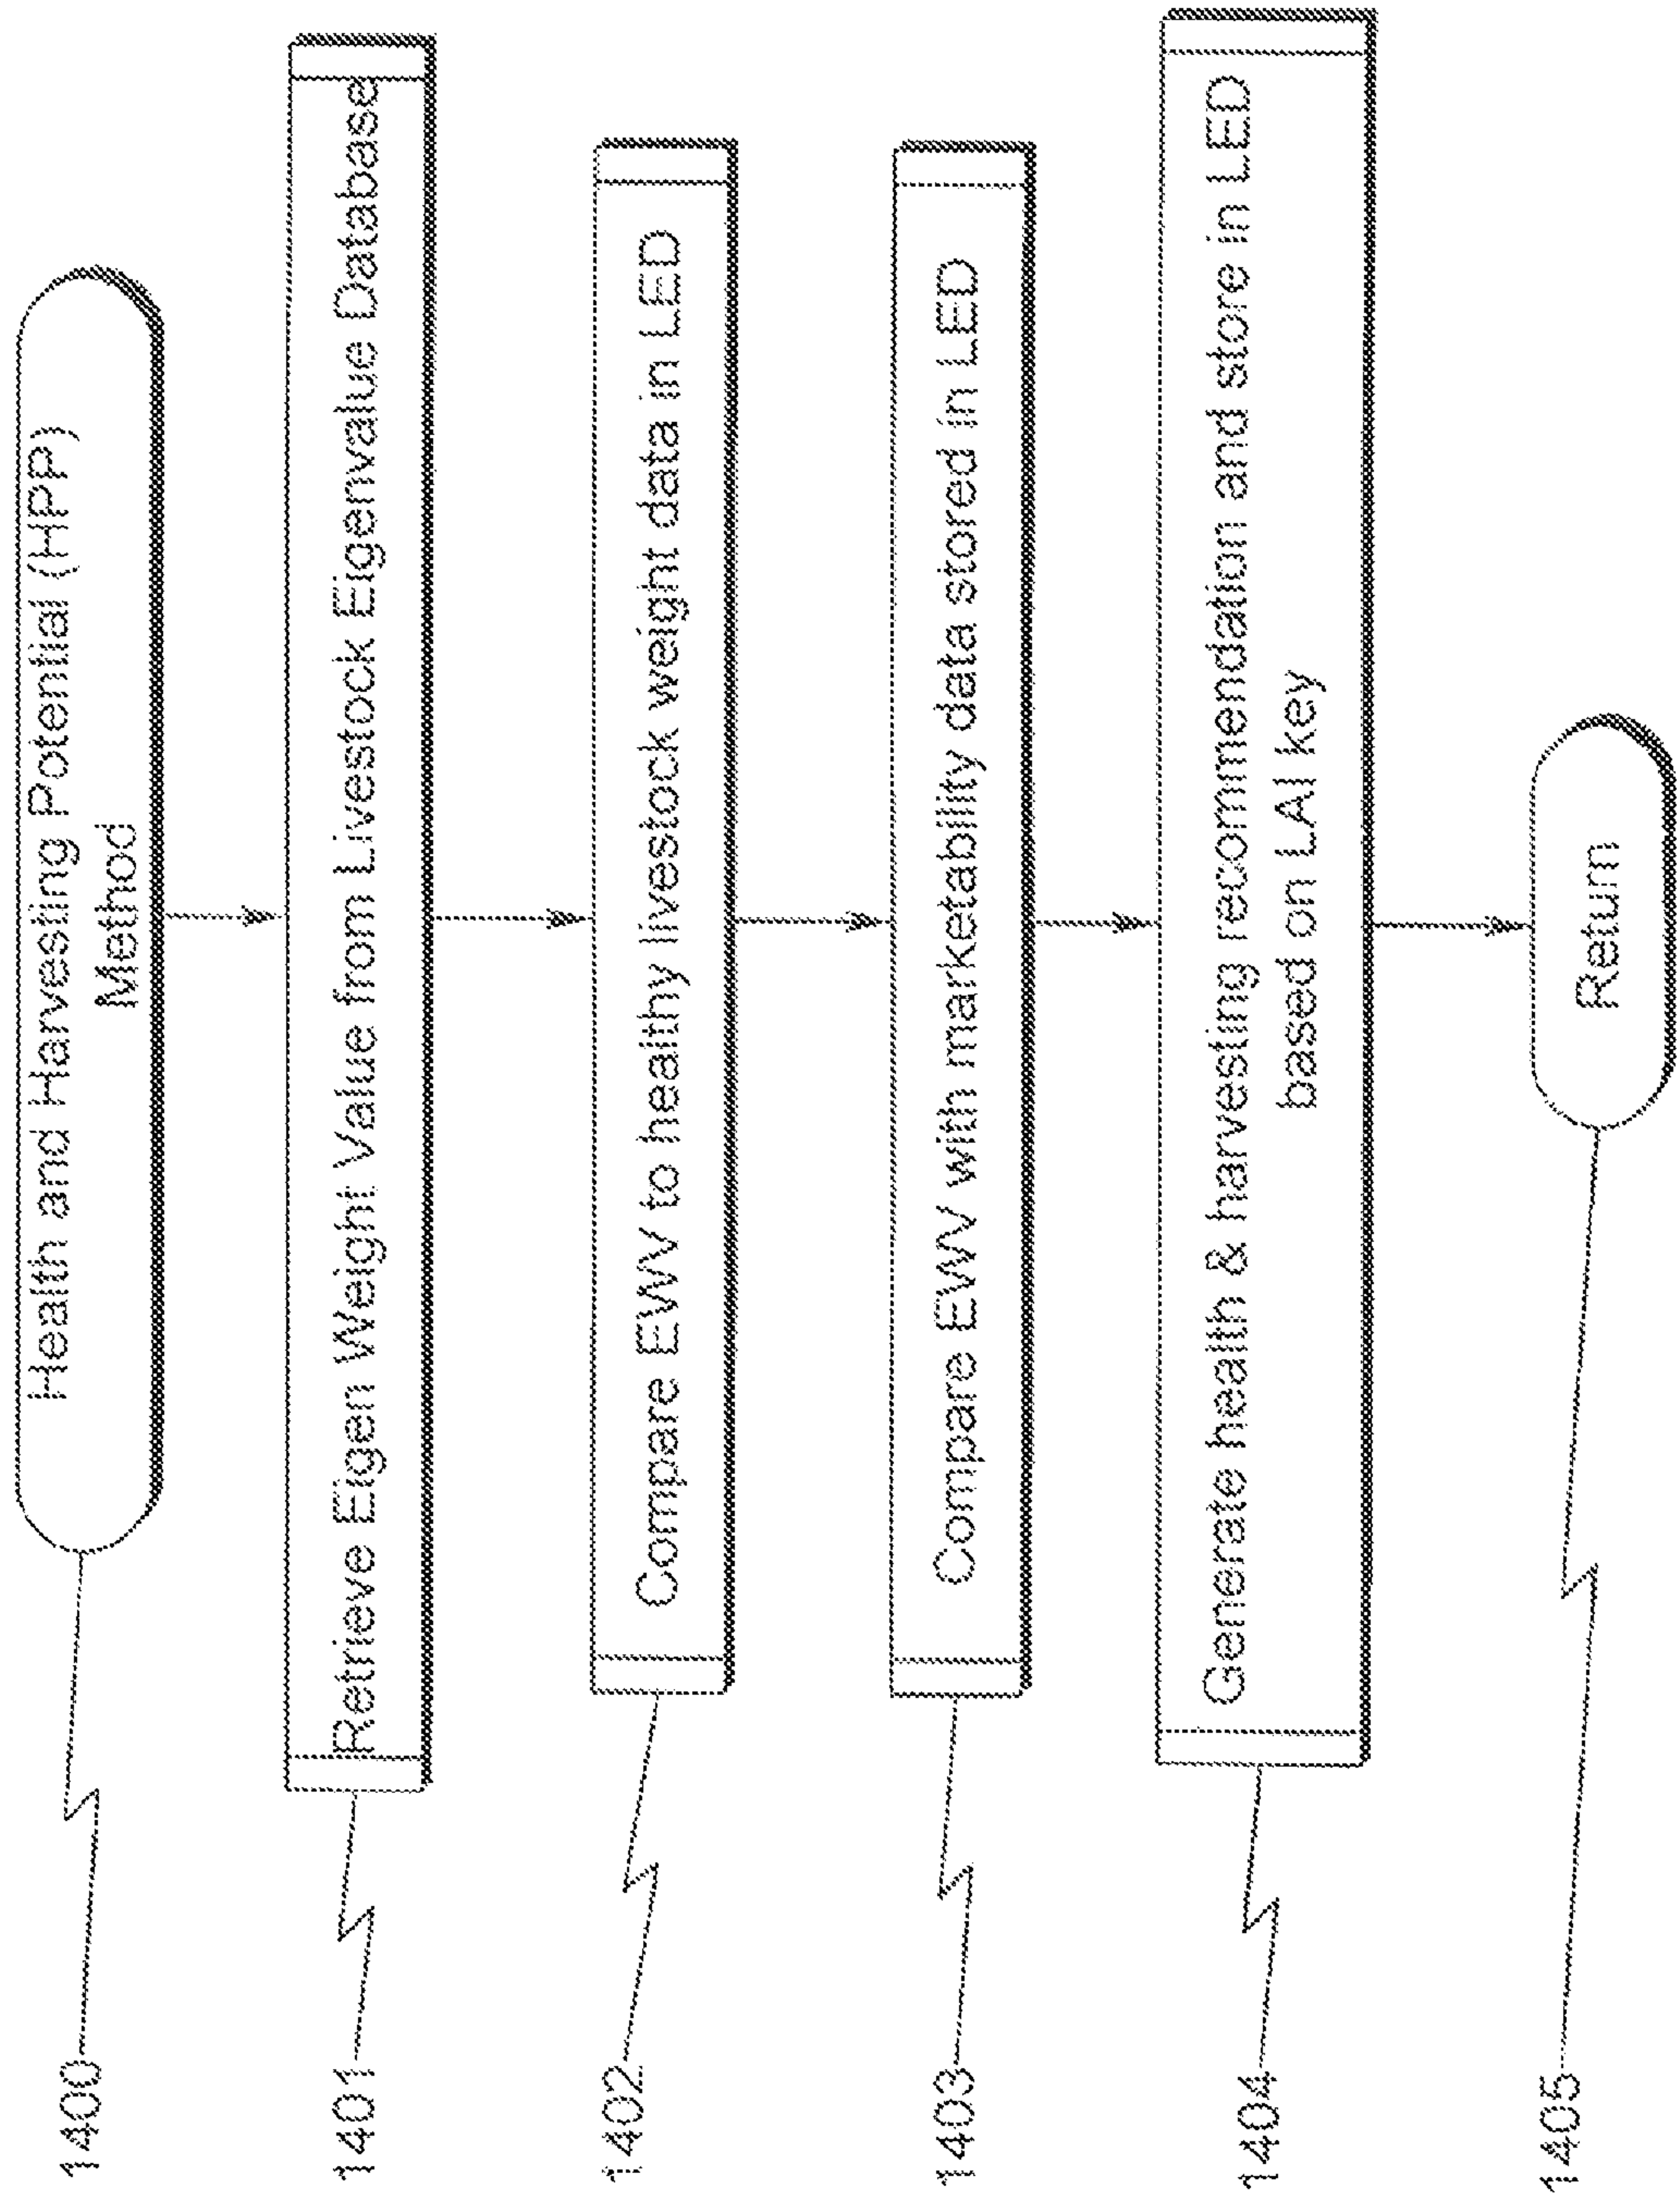 Health and Harvesting Potential (HPP)
Method
1400
Retrieve Eigen Weight Value from Livestock Eigenvalue Database
1401
Compare EWV to healthy livestock weight data in LED
1402
Compare EWV with marketability data stored in LED
1403
Generate health & harvesting recommendation and store in LED
based on LAI key
1404
Return
1405